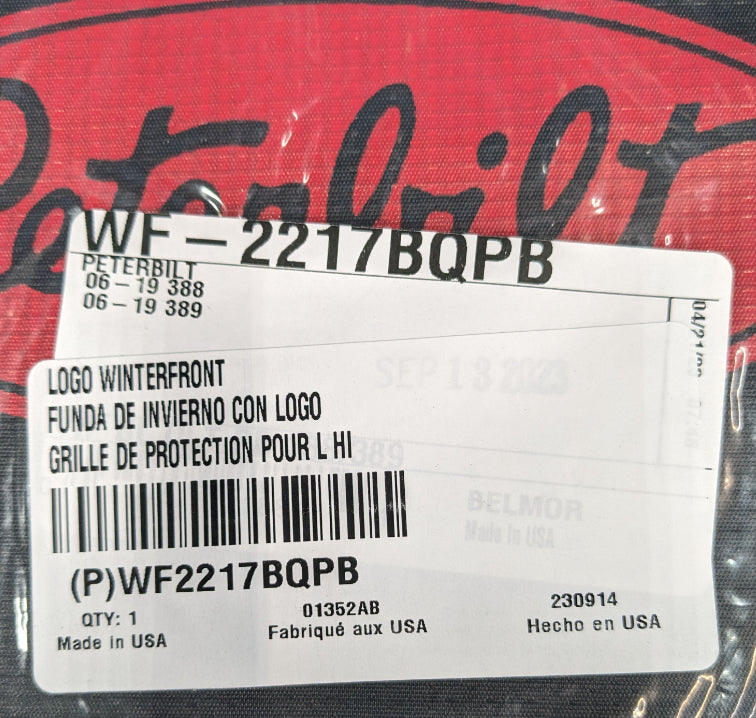 Peterbilt
WF-2217BQPB
PETERBILT
06-19 388
06-19 389
SEP 13 2023
389
BELMOR
Made in USA
LOGO WINTERFRONT
FUNDA DE INVIERNO CON LOGO
GRILLE DE PROTECTION POUR L HI
(P)WF2217BQPB
QTY: 1
01352AB
230914
Made in USA
Fabriqué aux USA
Hecho en USA